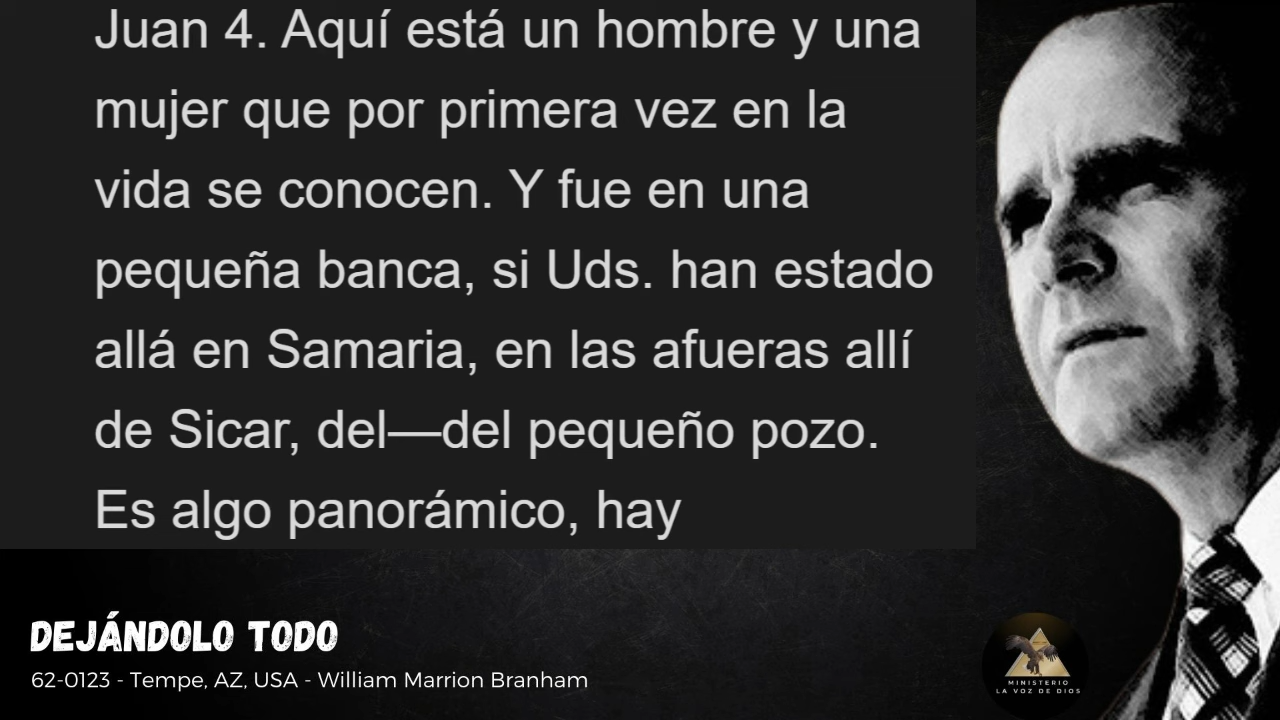 Juan 4. Aquí está un hombre y una
mujer que por primera vez en la
vida se conocen. Y fue en una
pequeña banca, si Uds. han estado
allá en Samaria, en las afueras allí
de Sicar, del—del pequeño pozo.
Es algo panorámico, hay
DEJÁNDOLO TODO
62-0123 - Tempe, AZ, USA - William Marrion Branham
MINISTERIO
LA VOZ DE DIOS